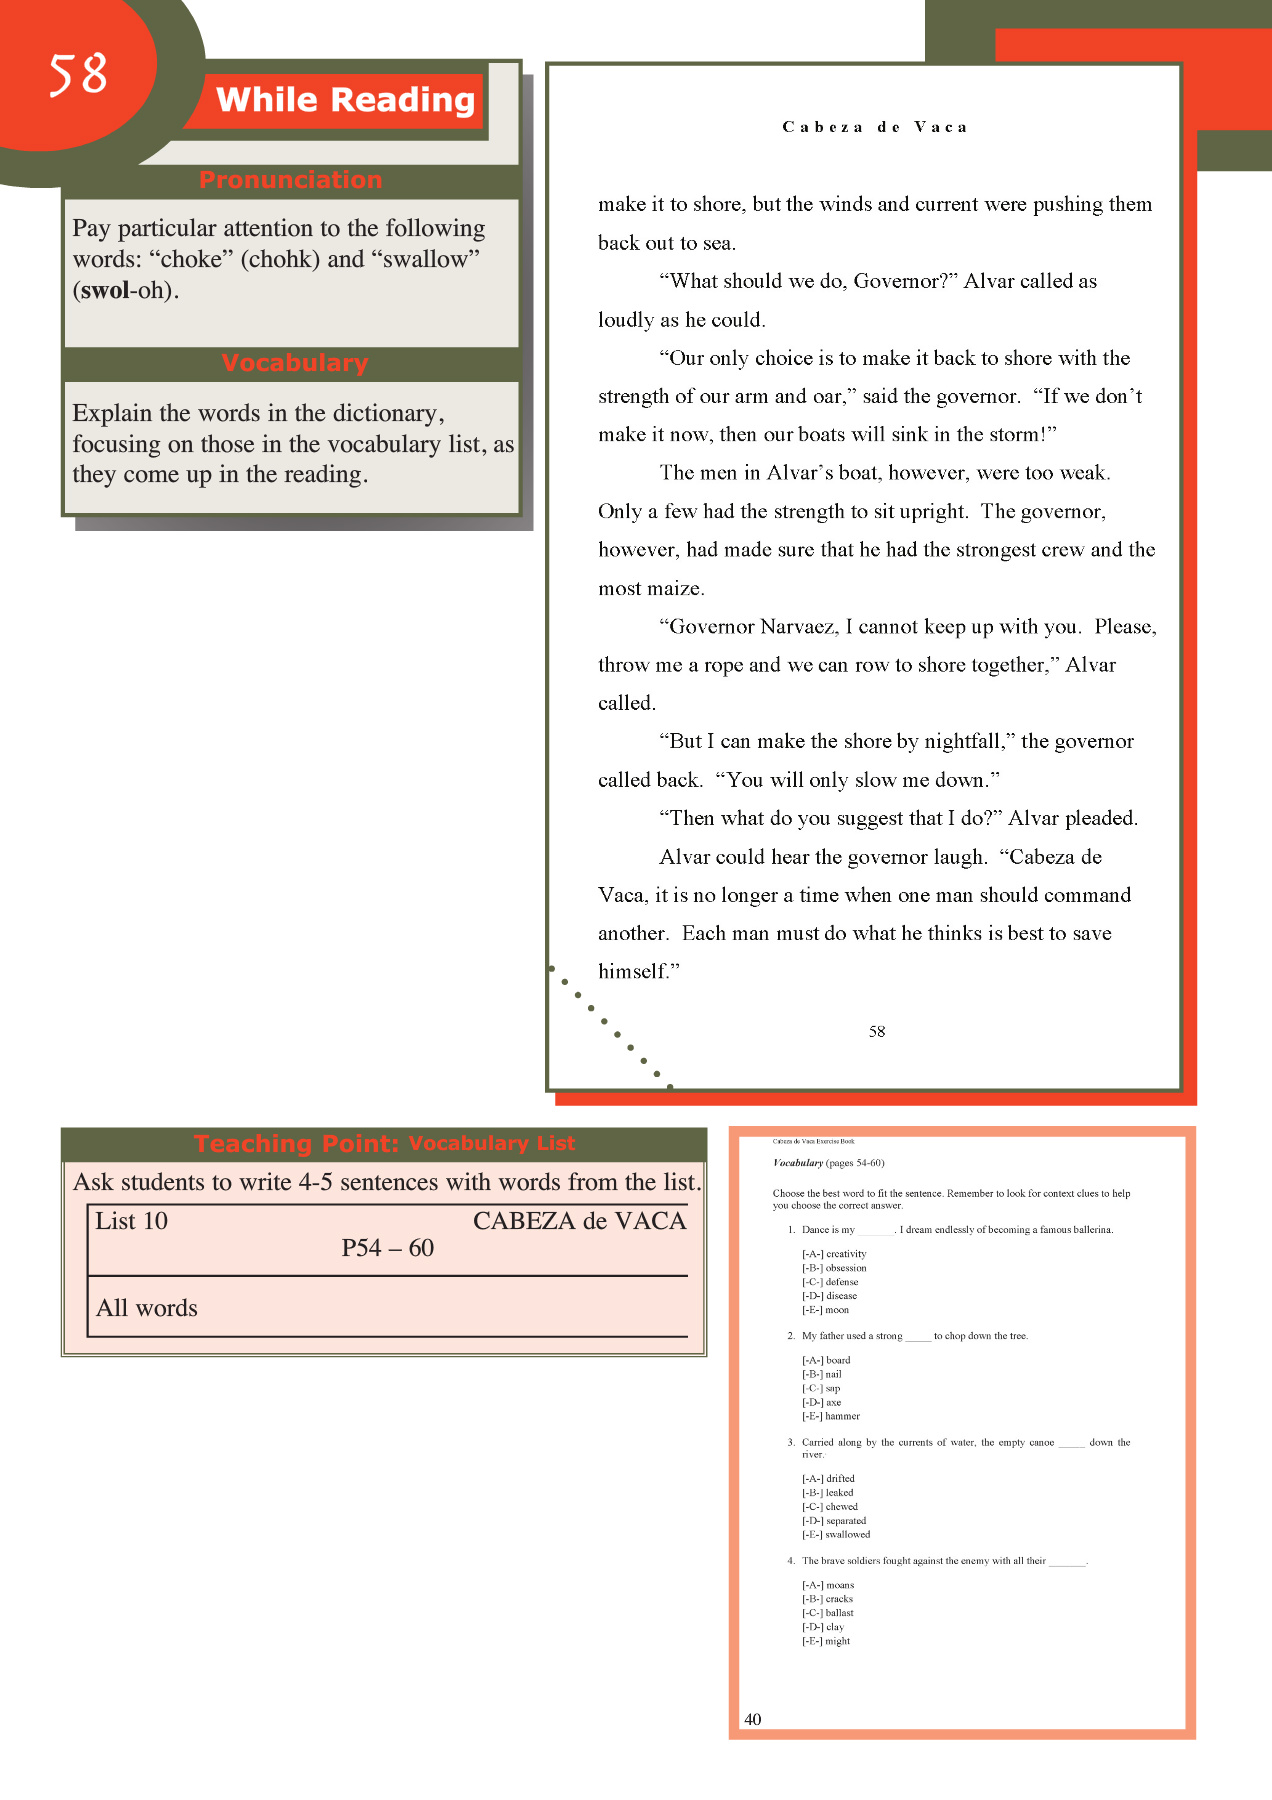 58
While Reading
Pronunciation
Pay particular attention to the following
words: “choke” (chohk) and “swallow”
(swol-oh).
Vocabulary
Explain the words in the dictionary,
focusing on those in the vocabulary list, as
they come up in the reading.
Cabeza de Vaca
make it to shore, but the winds and current were pushing them
back out to sea.
“What should we do, Governor?” Alvar called as
loudly as he could.
“Our only choice is to make it back to shore with the
strength of our arm and oar,” said the governor.  “If we don’t
make it now, then our boats will sink in the storm!”
The men in Alvar’s boat, however, were too weak.
Only a few had the strength to sit upright.  The governor,
however, had made sure that he had the strongest crew and the
most maize.
“Governor Narvaez, I cannot keep up with you.  Please,
throw me a rope and we can row to shore together,” Alvar
called.
“But I can make the shore by nightfall,” the governor
called back.  “You will only slow me down.”
“Then what do you suggest that I do?” Alvar pleaded.
Alvar could hear the governor laugh.  “Cabeza de
Vaca, it is no longer a time when one man should command
another.  Each man must do what he thinks is best to save
himself.”
58
Teaching Point: Vocabulary List
Ask students to write 4-5 sentences with words from the list.
List 10 CABEZA de VACA
P54 – 60
All words
Cabeza de Vaca Exercise Book
Vocabulary (pages 54-60)
Choose the best word to fit the sentence. Remember to look for context clues to help
you choose the correct answer.
1. Dance is my _______ . I dream endlessly of becoming a famous ballerina.
[-A-] creativity
[-B-] obsession
[-C-] defense
[-D-] disease
[-E-] moon
2. My father used a strong _____ to chop down the tree.
[-A-] board
[-B-] nail
[-C-] sap
[-D-] axe
[-E-] hammer
3. Carried along by the currents of water, the empty canoe _____ down the
river.
[-A-] drifted
[-B-] leaked
[-C-] chewed
[-D-] separated
[-E-] swallowed
4. The brave soldiers fought against the enemy with all their _______.
[-A-] moans
[-B-] cracks
[-C-] ballast
[-D-] clay
[-E-] might
40